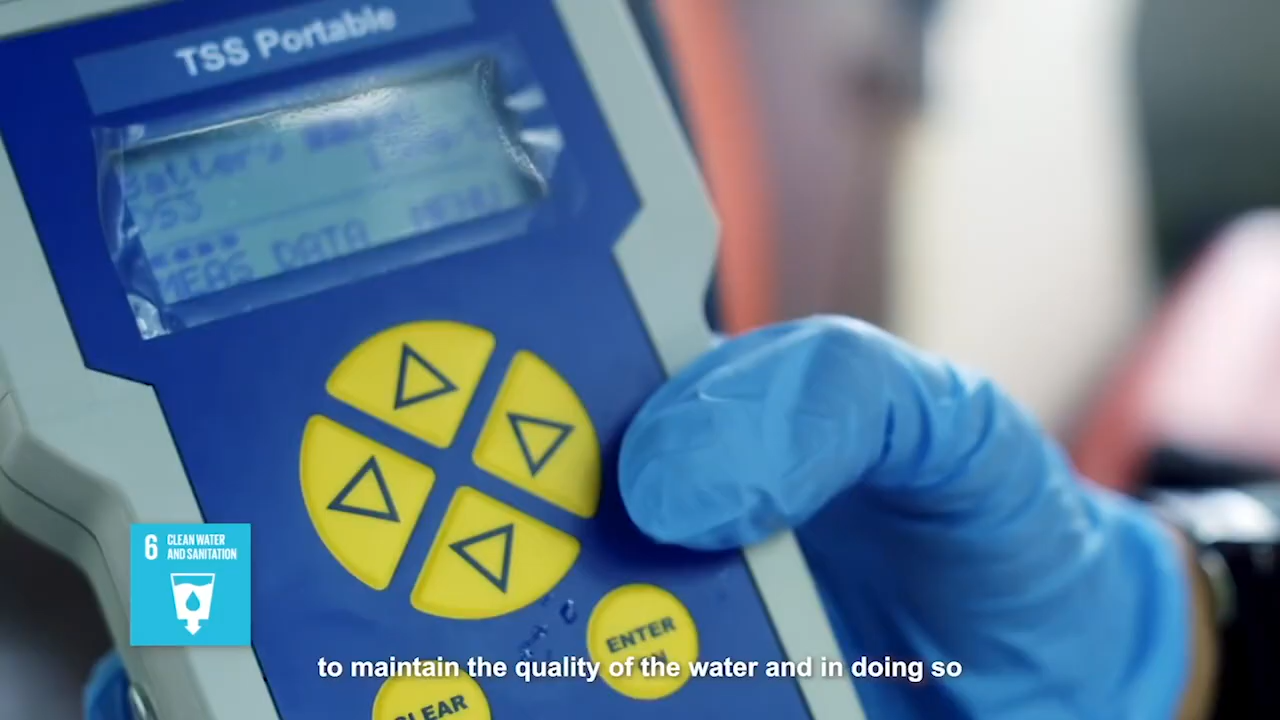 TSS Portable
MEAS DATA MENU
6 CLEAN WATER
AND SANITATION
ENTER
to maintain the quality of the water and in doing so
CLEAR